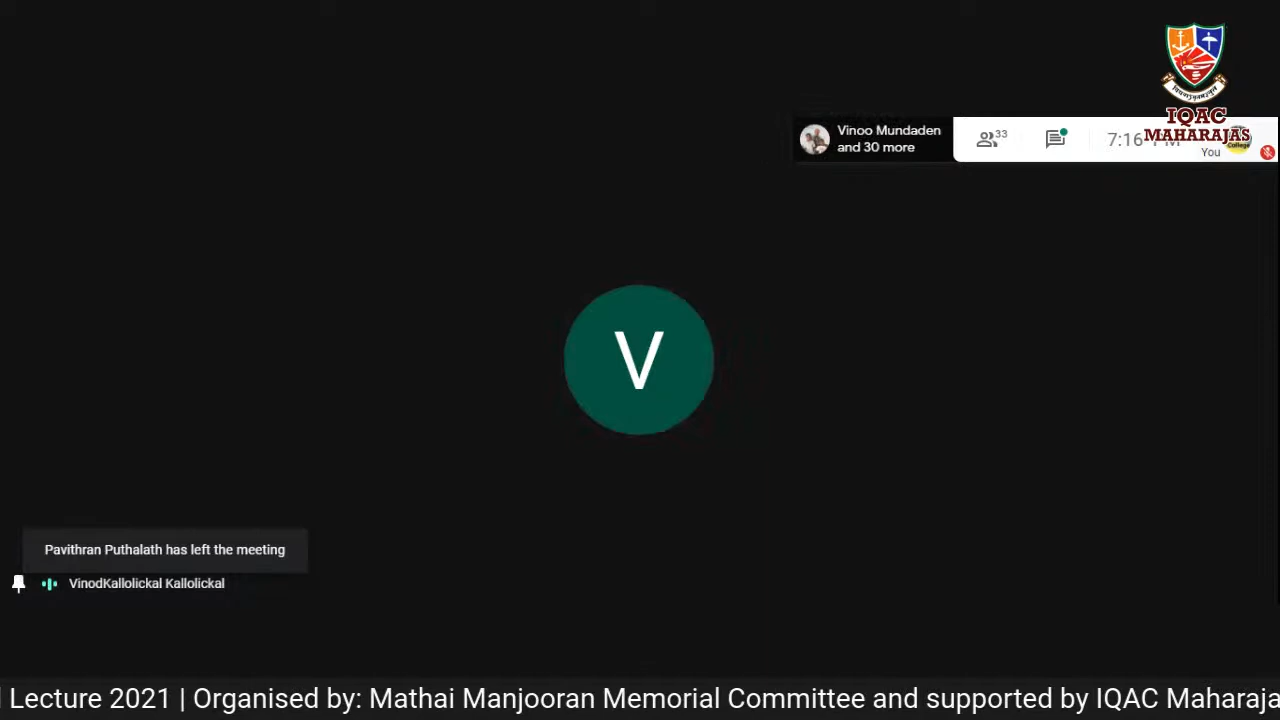 IQAC
MAHARAJAS
Vinoo Mundaden
and 30 more
33
7:16 PM
You
College
V
Pavithran Puthalath has left the meeting
VinodKallolickal Kallolickal
Lecture 2021 | Organised by: Mathai Manjooran Memorial Committee and supported by IQAC Maharaja